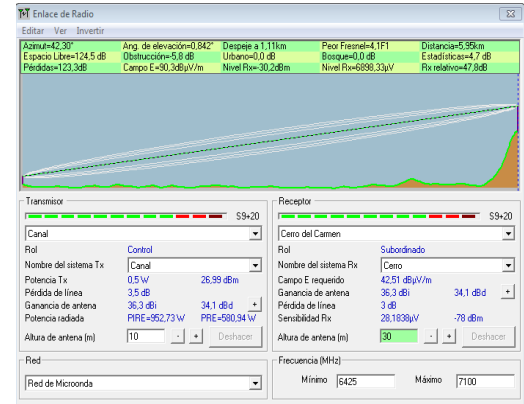 Enlace de Radio
Editar Ver Invertir
Azimut=42,30° Ang. de elevación=0,842° Despeje a 1,11km Peor Fresnel=4,1F1 Distancia=5,95km
Espacio Libre=124,5 dB Obstrucción=-5,8 dB Urbano=0,0 dB Bosque=0,0 dB Estadísticas=4,7 dB
Pérdidas=123,3dB Campo E=90,3dBµV/m Nivel Rx=-30,2dBm Nivel Rx=6898,33µV Rx relativo=47,8dB
Transmisor
S9+20
Canal
Rol Control
Nombre del sistema Tx Canal
Potencia Tx 0,5 W 26,99 dBm
Pérdida de línea 3,5 dB
Ganancia de antena 36,3 dBi 34,1 dBd +
Potencia radiada PIRE=952,73 W PRE=580,94 W
Altura de antena (m) 10 - + Deshacer
Red
Red de Microonda
Receptor
S9+20
Cerro del Carmen
Rol Subordinado
Nombre del sistema Rx Cerro
Campo E requerido 42,51 dBµV/m
Ganancia de antena 36,3 dBi 34,1 dBd +
Pérdida de línea 3 dB
Sensibilidad Rx 28,1838µV -78 dBm
Altura de antena (m) 30 - + Deshacer
Frecuencia (MHz)
Mínimo 6425 Máximo 7100